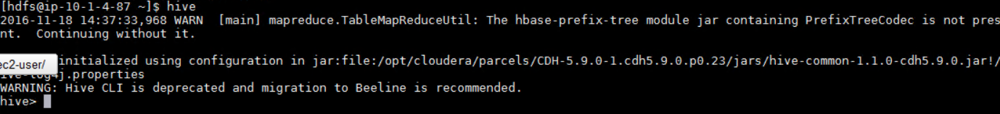 [hdfs@ip-10-1-4-87 ~]$ hive
2016-11-18 14:37:33,968 WARN  [main] mapreduce.TableMapReduceUtil: The hbase-prefix-tree module jar containing PrefixTreeCodec is not pres
nt.  Continuing without it.
ec2-user/ initialized using configuration in jar:file:/opt/cloudera/parcels/CDH-5.9.0-1.cdh5.9.0.p0.23/jars/hive-common-1.1.0-cdh5.9.0.jar!/
ive-log4j.properties
WARNING: Hive CLI is deprecated and migration to Beeline is recommended.
hive>